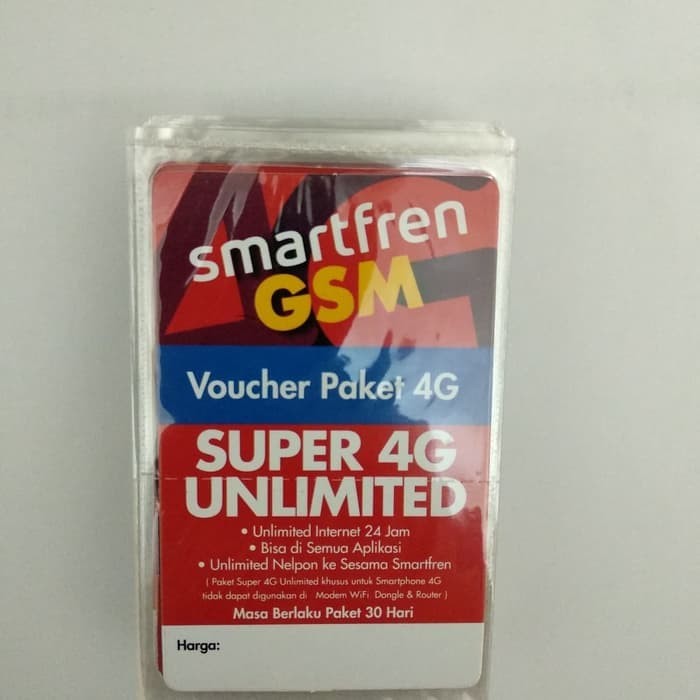 smartfren
GSM
Voucher Paket 4G
SUPER 4G
UNLIMITED
• Unlimited Internet 24 Jam
• Bisa di Semua Aplikasi
• Unlimited Nelpon ke Sesama Smartfren
( Paket Super 4G Unlimited khusus untuk Smartphone 4G
tidak dapat digunakan di Modem WiFi Dongle & Router )
Masa Berlaku Paket 30 Hari
Harga: